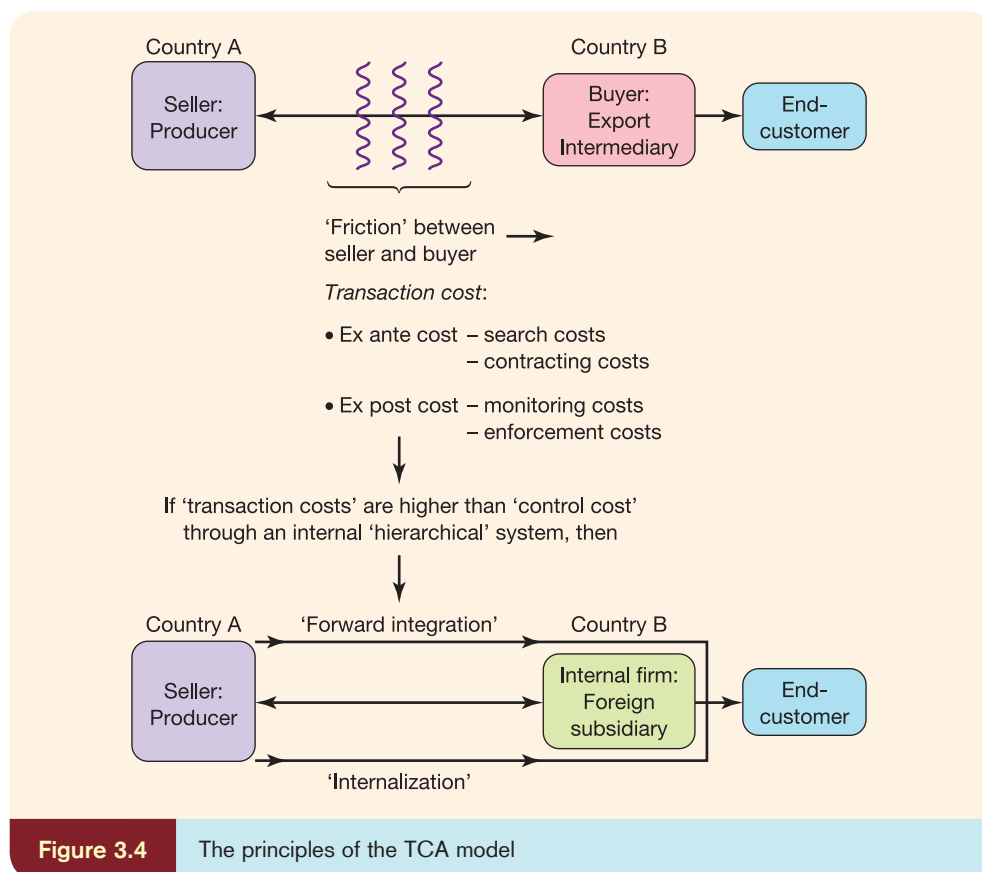 Country A
Country B
Seller:
Producer
Buyer:
Export
Intermediary
End-
customer
‘Friction’ between
seller and buyer
Transaction cost:
• Ex ante cost – search costs
– contracting costs
• Ex post cost – monitoring costs
– enforcement costs
If ‘transaction costs’ are higher than ‘control cost’
through an internal ‘hierarchical’ system, then
Country A
‘Forward integration’
Country B
Seller:
Producer
Internal firm:
Foreign
subsidiary
End-
customer
‘Internalization’
Figure 3.4
The principles of the TCA model